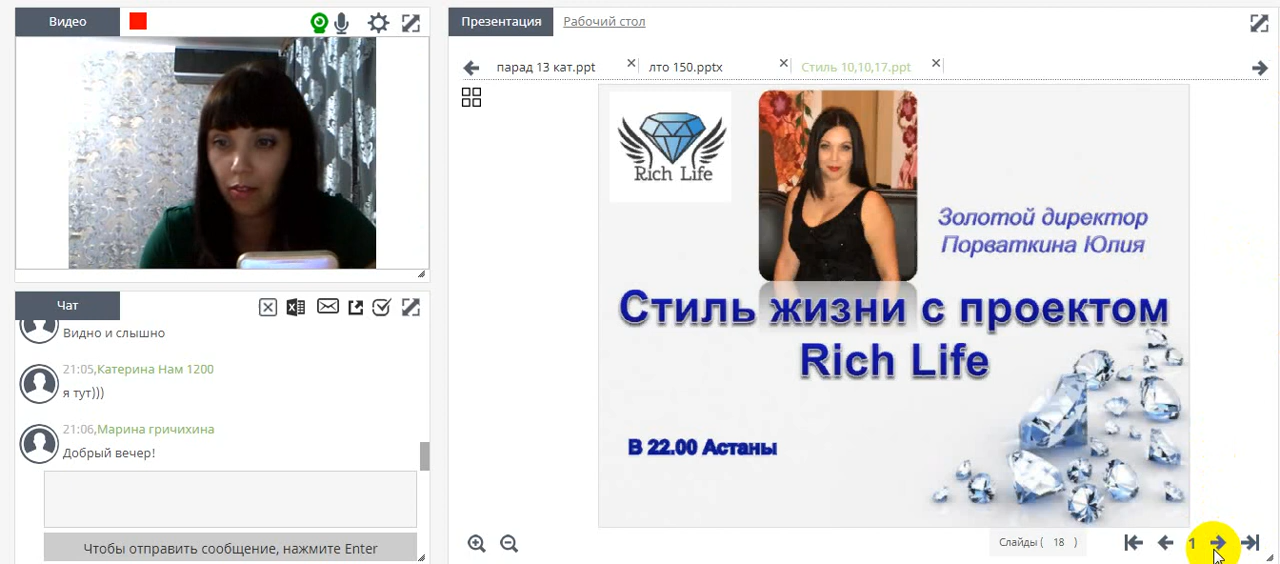 Видео
Чат
Видно и слышно
21:05,Катерина Нам 1200
я тут)))
21:06,Марина гричихина
Добрый вечер!
Чтобы отправить сообщение, нажмите Enter
Презентация
Рабочий стол
парад 13 кат.ppt
лто 150.pptx
Стиль 10,10,17.ppt
Rich Life
Золотой директор
Порваткина Юлия
Стиль жизни с проектом
Rich Life
В 22.00 Астаны
Слайды ( 18 )
1